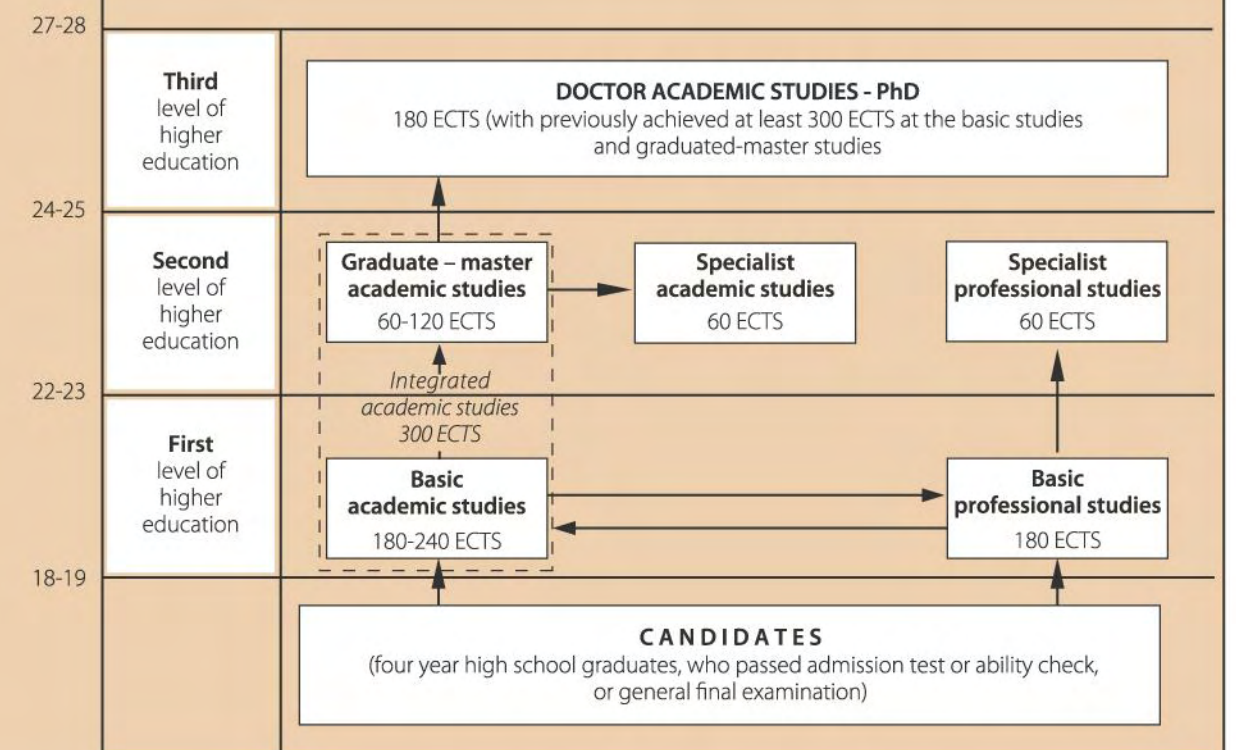 27-28
Third
level of
higher
education
DOCTOR ACADEMIC STUDIES - PhD
180 ECTS (with previously achieved at least 300 ECTS at the basic studies
and graduated-master studies
24-25
Second
level of
higher
education
Graduate – master
academic studies
60-120 ECTS
Specialist
academic studies
60 ECTS
Specialist
professional studies
60 ECTS
22-23
Integrated
academic studies
300 ECTS
First
level of
higher
education
Basic
academic studies
180-240 ECTS
Basic
professional studies
180 ECTS
18-19
CANDIDATES
(four year high school graduates, who passed admission test or ability check,
or general final examination)